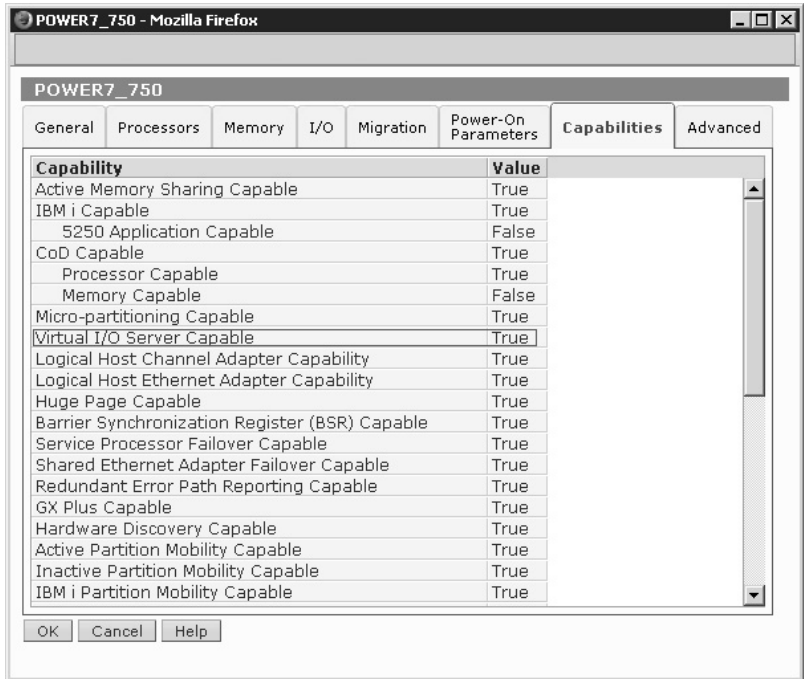 POWER7_750 - Mozilla Firefox
POWER7_750
General Processors Memory I/O Migration Power-On Parameters Capabilities Advanced
Capability Value
Active Memory Sharing Capable True
IBM i Capable True
5250 Application Capable False
CoD Capable True
Processor Capable True
Memory Capable False
Micro-partitioning Capable True
Virtual I/O Server Capable True
Logical Host Channel Adapter Capability True
Logical Host Ethernet Adapter Capability True
Huge Page Capable True
Barrier Synchronization Register (BSR) Capable True
Service Processor Failover Capable True
Shared Ethernet Adapter Failover Capable True
Redundant Error Path Reporting Capable True
GX Plus Capable True
Hardware Discovery Capable True
Active Partition Mobility Capable True
Inactive Partition Mobility Capable True
IBM i Partition Mobility Capable True
OK Cancel Help